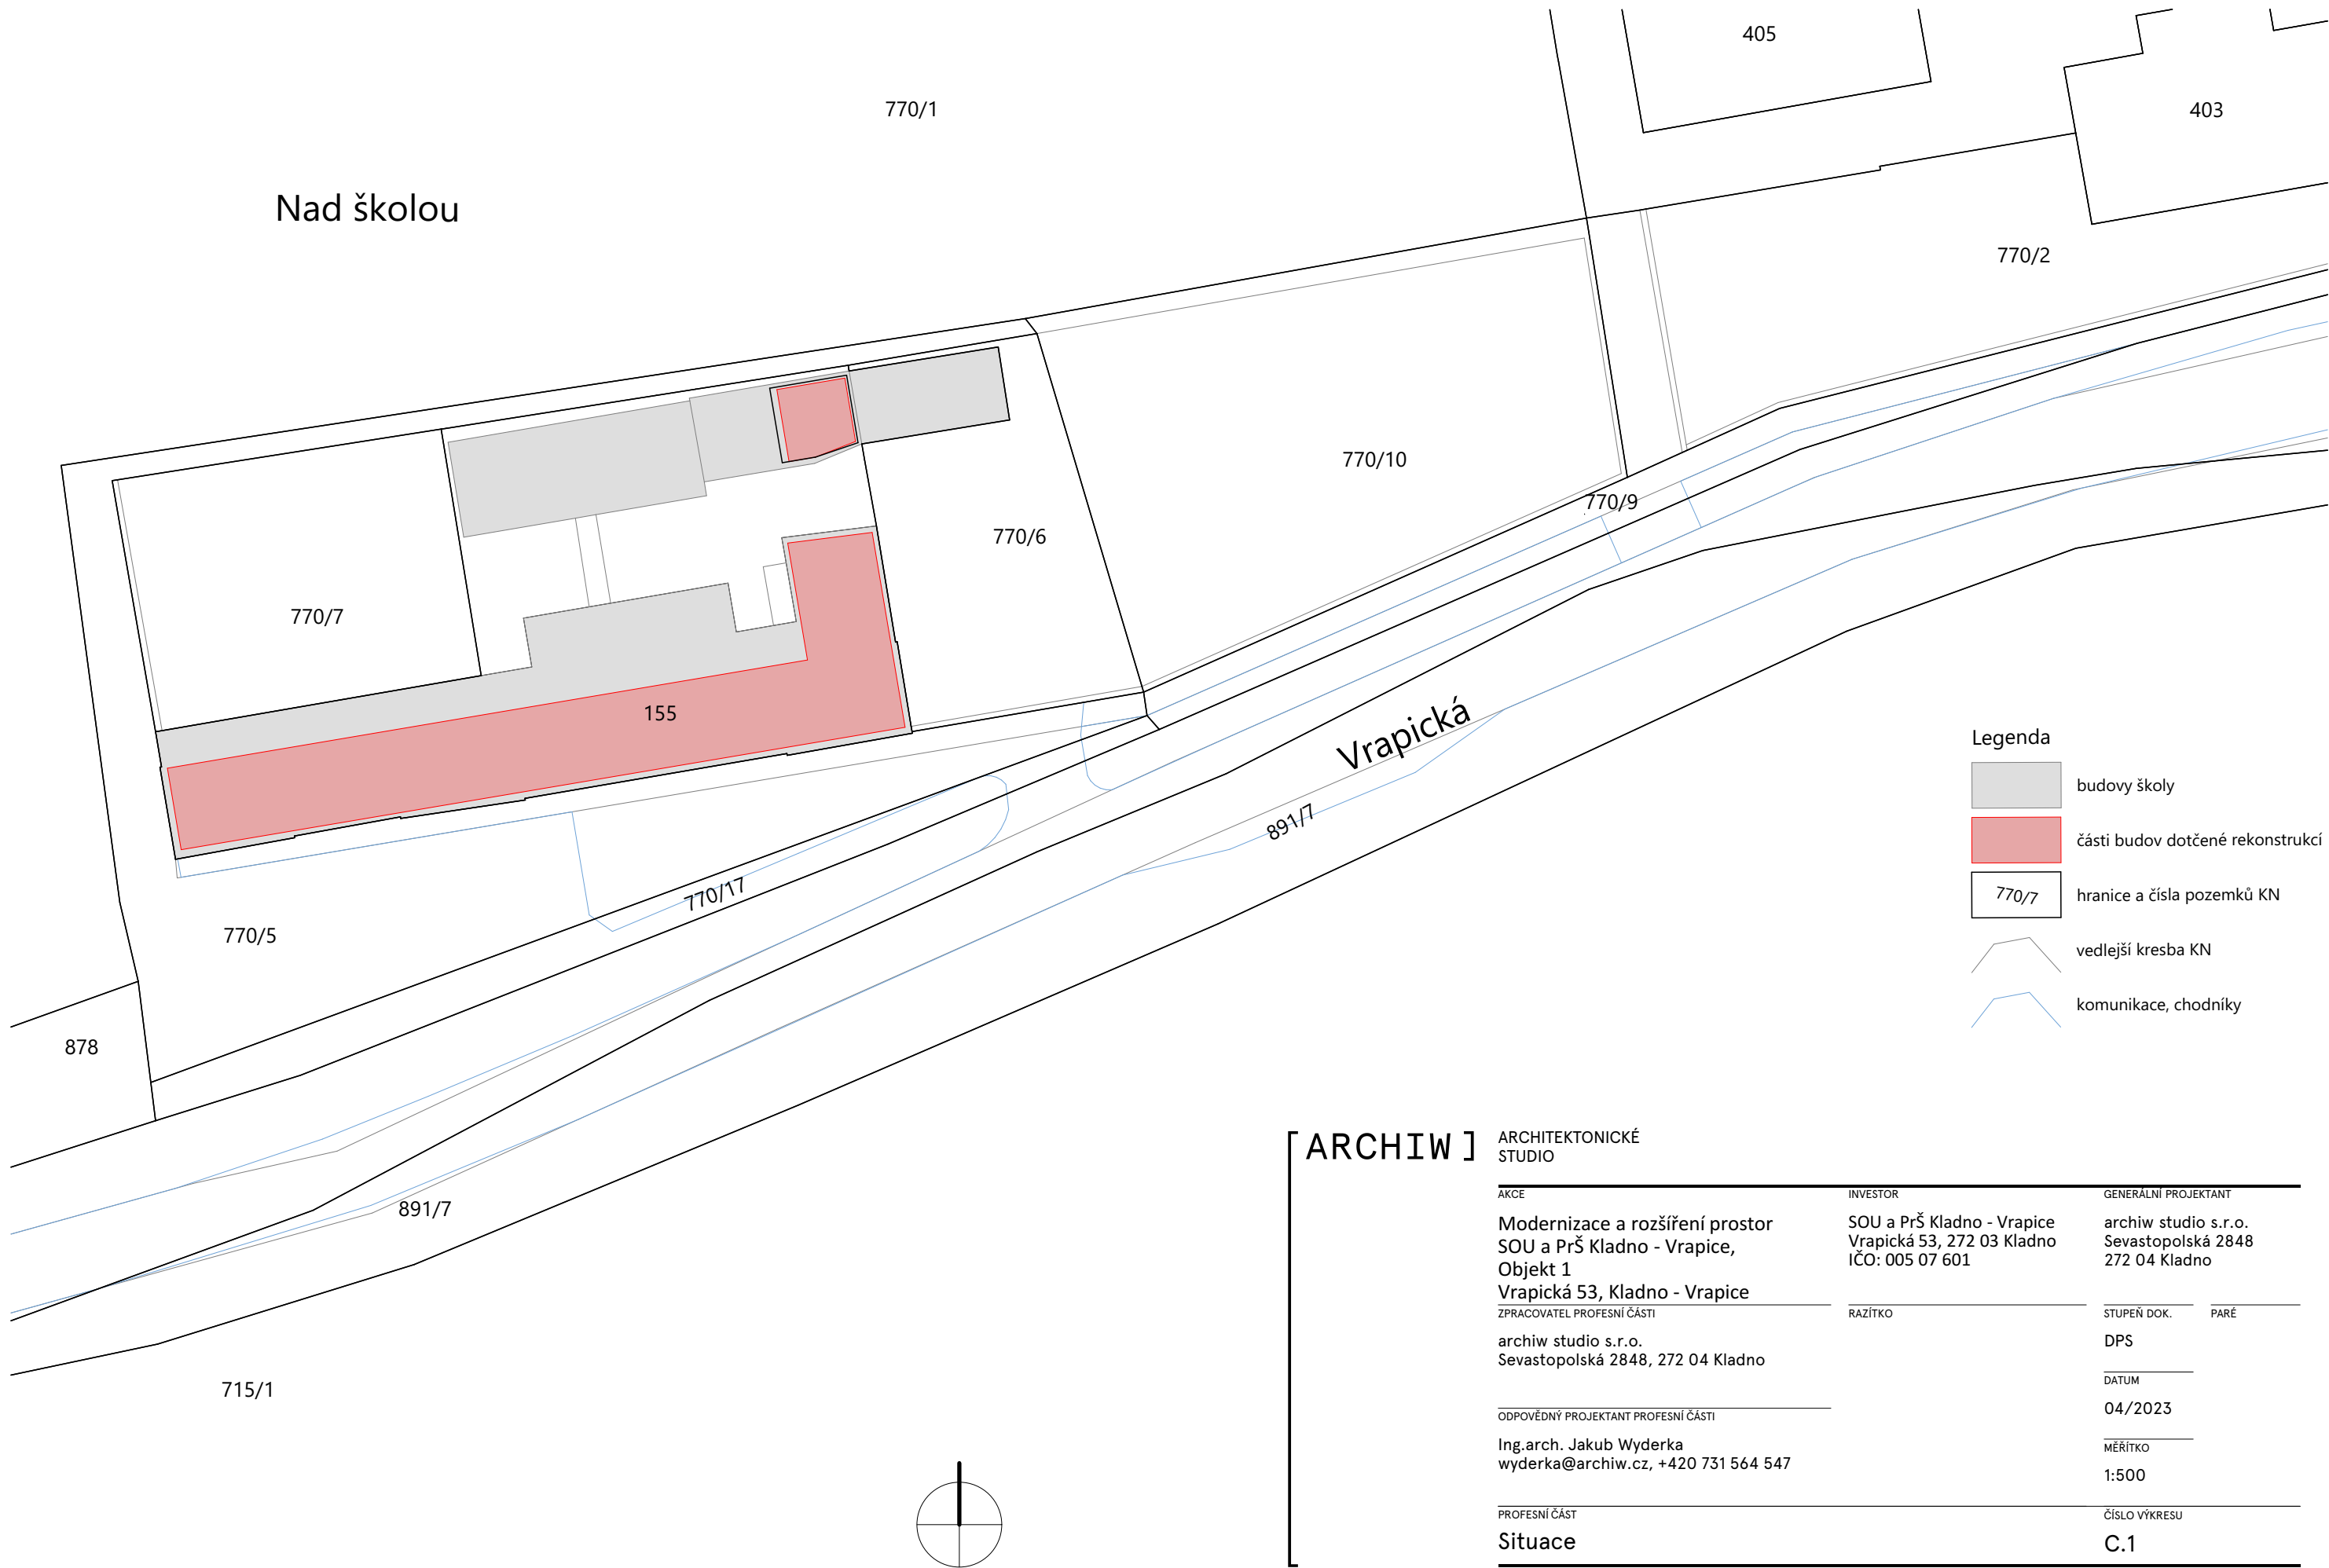 405
403
770/1
Nad školou
770/2
770/10
770/9
770/6
770/7
155
Vrapická
891/7
770/17
770/5
878
891/7
715/1
Legenda
budovy školy
části budov dotčené rekonstrukcí
770/7
hranice a čísla pozemků KN
vedlejší kresba KN
komunikace, chodníky
[ARCHIW]
ARCHITEKTONICKÉ
STUDIO
AKCE
Modernizace a rozšíření prostor
SOU a PrŠ Kladno - Vrapice,
Objekt 1
Vrapická 53, Kladno - Vrapice
INVESTOR
SOU a PrŠ Kladno - Vrapice
Vrapická 53, 272 03 Kladno
IČO: 005 07 601
GENERÁLNÍ PROJEKTANT
archiw studio s.r.o.
Sevastopolská 2848
272 04 Kladno
ZPRACOVATEL PROFESNÍ ČÁSTI
archiw studio s.r.o.
Sevastopolská 2848, 272 04 Kladno
RAZÍTKO
STUPEŇ DOK.
DPS
PARÉ
DATUM
04/2023
ODPOVĚDNÝ PROJEKTANT PROFESNÍ ČÁSTI
Ing.arch. Jakub Wyderka
wyderka@archiw.cz, +420 731 564 547
MĚŘÍTKO
1:500
PROFESNÍ ČÁST
Situace
ČÍSLO VÝKRESU
C.1